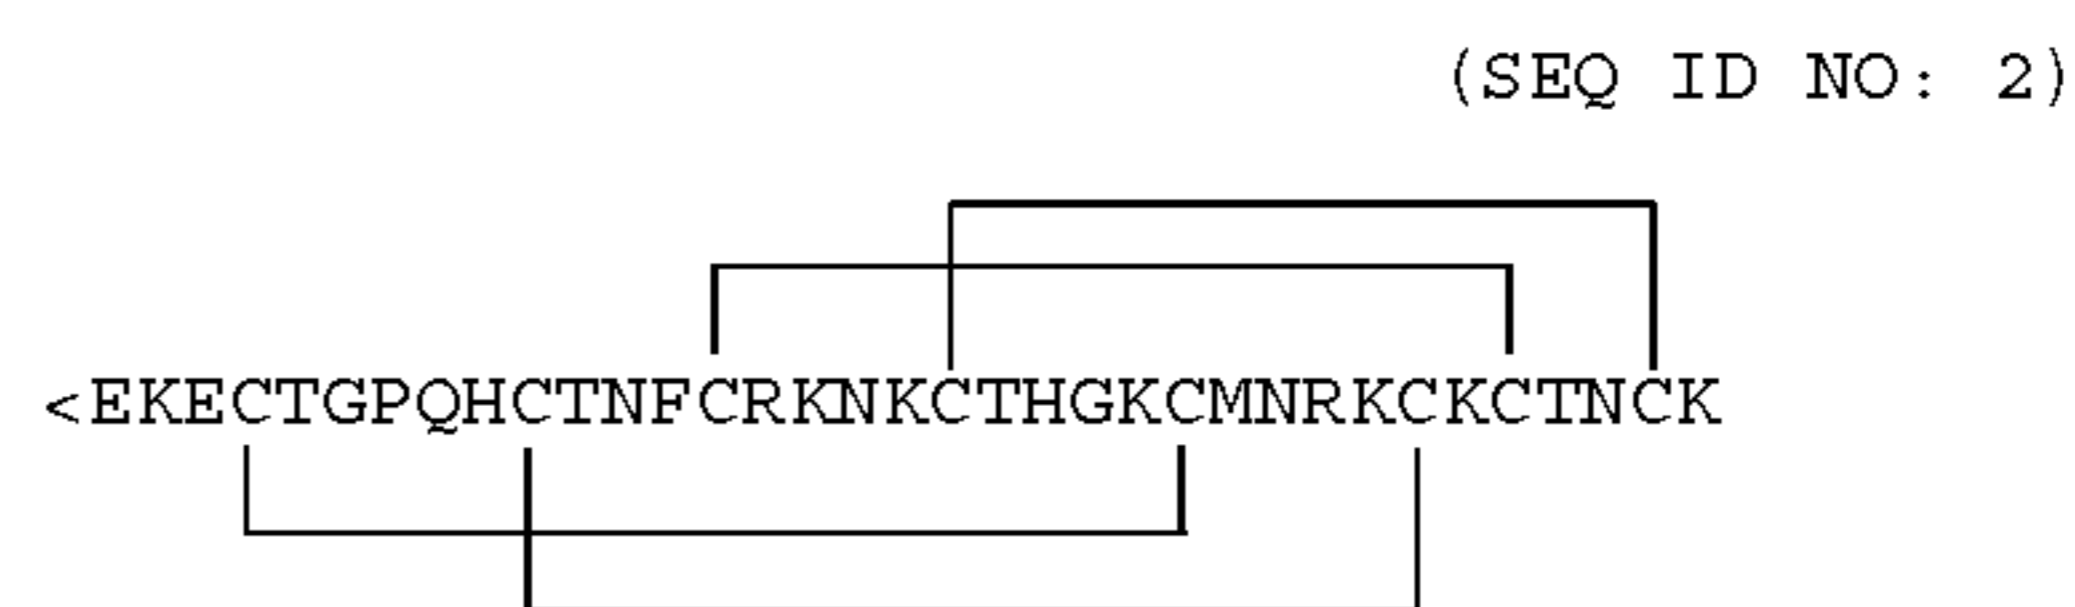 (SEQ ID NO: 2)
<EKECTGPQHCTNFCRKNKCTHGKCMNRKCKCTNCK